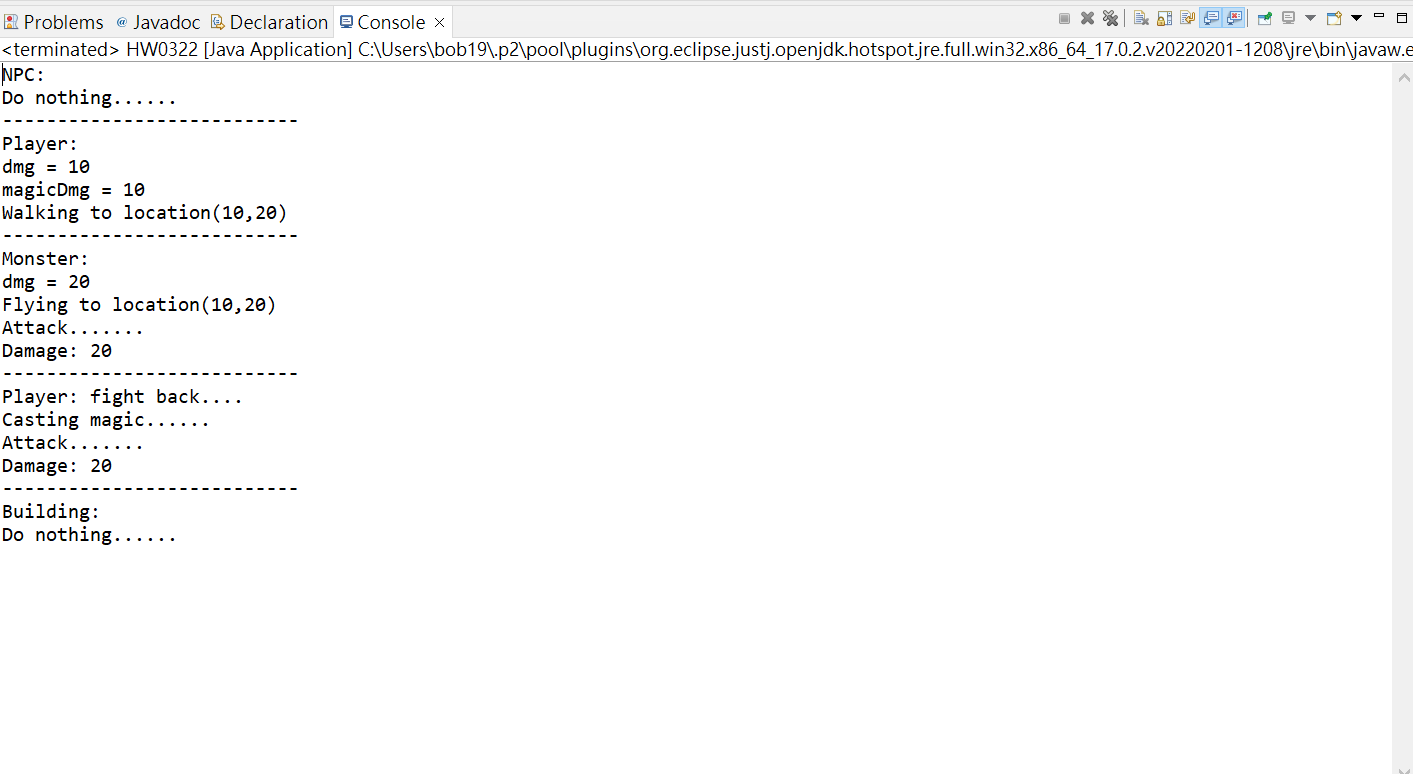 Problems @ Javadoc Declaration Console
<terminated> HW0322 [Java Application] C:\Users\bob19\.p2\pool\plugins\org.eclipse.justj.openjdk.hotspot.jre.full.win32.x86_64_17.0.2.v20220201-1208\jre\bin\javaw.e
NPC:
Do nothing......
---------------------------
Player:
dmg = 10
magicDmg = 10
Walking to location(10,20)
---------------------------
Monster:
dmg = 20
Flying to location(10,20)
Attack.......
Damage: 20
---------------------------
Player: fight back....
Casting magic......
Attack.......
Damage: 20
---------------------------
Building:
Do nothing......